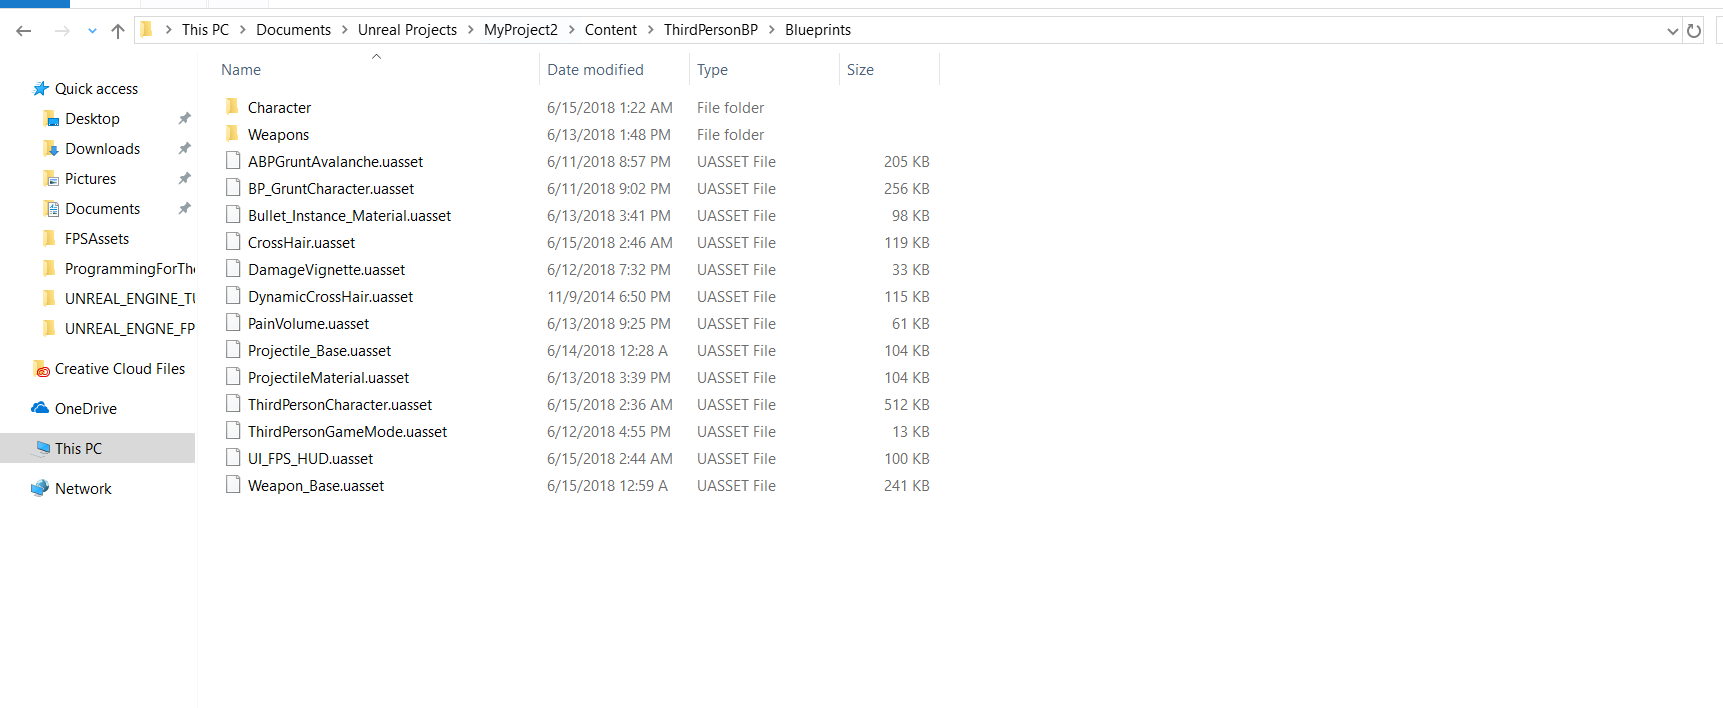 This PC > Documents > Unreal Projects > MyProject2 > Content > ThirdPersonBP > Blueprints
Name Date modified Type Size
Quick access
Desktop
Downloads
Pictures
Documents
FPSAssets
ProgrammingForThe
UNREAL_ENGINE_TU
UNREAL_ENGNE_FP
Creative Cloud Files
OneDrive
This PC
Network
Character 6/15/2018 1:22 AM File folder
Weapons 6/13/2018 1:48 PM File folder
ABPGruntAvalanche.uasset 6/11/2018 8:57 PM UASSET File 205 KB
BP_GruntCharacter.uasset 6/11/2018 9:02 PM UASSET File 256 KB
Bullet_Instance_Material.uasset 6/13/2018 3:41 PM UASSET File 98 KB
CrossHair.uasset 6/15/2018 2:46 AM UASSET File 119 KB
DamageVignette.uasset 6/12/2018 7:32 PM UASSET File 33 KB
DynamicCrossHair.uasset 11/9/2014 6:50 PM UASSET File 115 KB
PainVolume.uasset 6/13/2018 9:25 PM UASSET File 61 KB
Projectile_Base.uasset 6/14/2018 12:28 A UASSET File 104 KB
ProjectileMaterial.uasset 6/13/2018 3:39 PM UASSET File 104 KB
ThirdPersonCharacter.uasset 6/15/2018 2:36 AM UASSET File 512 KB
ThirdPersonGameMode.uasset 6/12/2018 4:55 PM UASSET File 13 KB
UI_FPS_HUD.uasset 6/15/2018 2:44 AM UASSET File 100 KB
Weapon_Base.uasset 6/15/2018 12:59 A UASSET File 241 KB